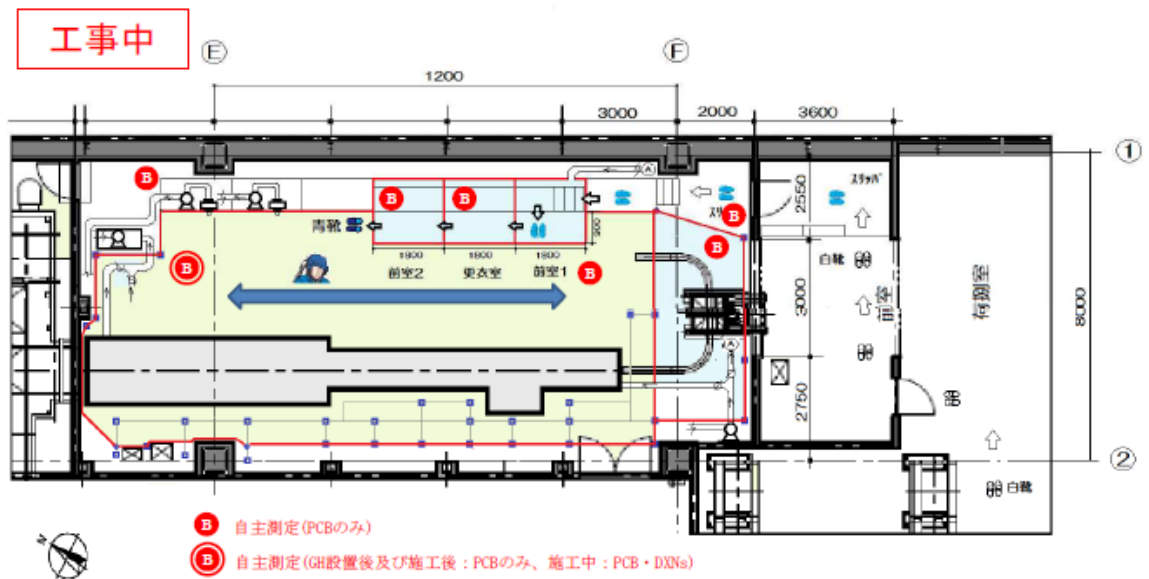 工事中
E
F
1200
3000
2000
3600
1
B
B
B
2550
スリッパ
B
ス
青靴
900
B
白靴
B
1800
1800
1800
B
前室2
更衣室
前室1
3000
前室
荷捌室
8000
A
A
2750
2
白靴
N
B 自主測定(PCBのみ)
B 自主測定(GH設置後及び施工後：PCBのみ、施工中：PCB・DXNs)